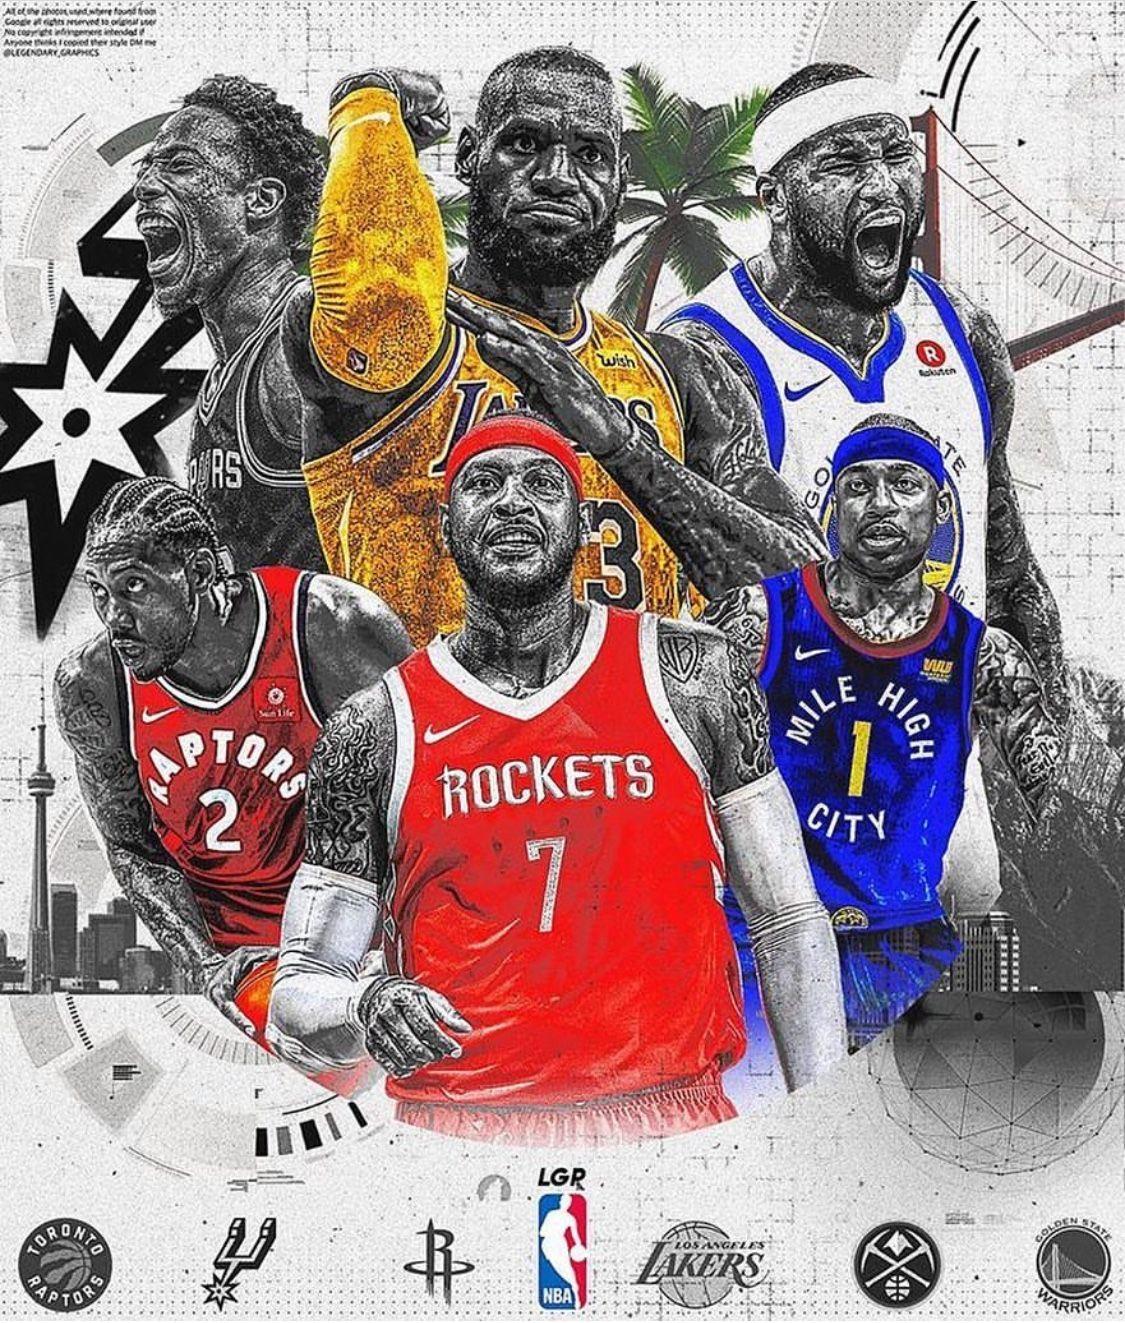 All of the photos used where found from
Google all rights reserved to original user
No copyright infringement intended if
Anyone thinks I copied their style DM me
@LEGENDARY_GRAPHICS
wish
R
Rakuten
3
RAPTORS
2
Sun Life
ROCKETS
7
MILE HIGH
1
CITY
LGR
NBA
TORONTO
RAPTORS
LOS ANGELES
LAKERS
GOLDEN STATE
WARRIORS